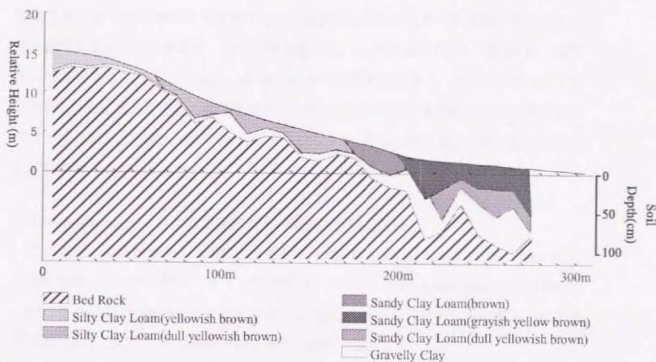 20
15
10
5
0
Relative Height (m)
0
50
100
Soil
Depth(cm)
0
100m
200m
300m
Bed Rock
Silty Clay Loam(yellowish brown)
Silty Clay Loam(dull yellowish brown)
Sandy Clay Loam(brown)
Sandy Clay Loam(grayish yellow brown)
Sandy Clay Loam(dull yellowish brown)
Gravelly Clay